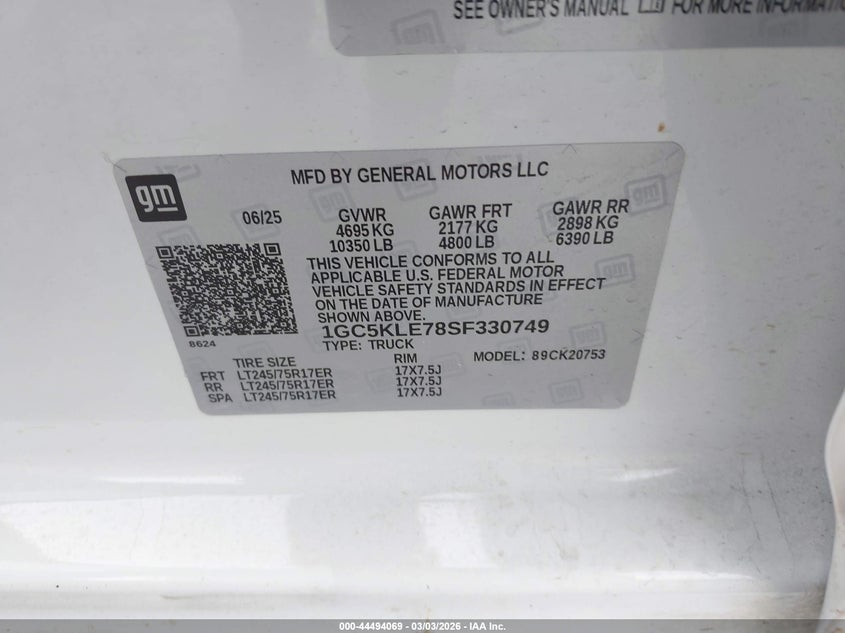 SEE OWNER'S MANUAL FOR MORE INFORMATION
gm
MFD BY GENERAL MOTORS LLC
06/25 GVWR GAWR FRT GAWR RR
4695 KG 2177 KG 2898 KG
10350 LB 4800 LB 6390 LB
THIS VEHICLE CONFORMS TO ALL
APPLICABLE U.S. FEDERAL MOTOR
VEHICLE SAFETY STANDARDS IN EFFECT
ON THE DATE OF MANUFACTURE
SHOWN ABOVE.
8624
1GC5KLE78SF330749
TYPE: TRUCK MODEL: 89CK20753
TIRE SIZE RIM
FRT LT245/75R17ER 17X7.5J
RR LT245/75R17ER 17X7.5J
SPA LT245/75R17ER 17X7.5J
000-44494069 - 03/03/2026 - IAA Inc.